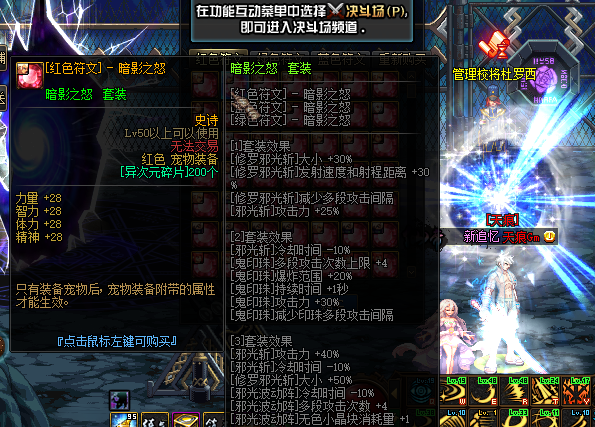 在功能互动菜单中选择 决斗场(P),
即可进入决斗场频道 .
[红色符文] - 暗影之怒
暗影之怒 套装
史诗
Lv50以上可以使用
无法交易
红色 宠物装备
[异次元碎片]200个
力量 +28
智力 +28
体力 +28
精神 +28
只有装备宠物后, 宠物装备附带的属性
才能生效。
『点击鼠标左键可购买』
暗影之怒 套装
[红色符文] - 暗影之怒
[蓝色符文] - 暗影之怒
[绿色符文] - 暗影之怒
[1]套装效果
[修罗邪光斩]大小 +30%
[修罗邪光斩]发射速度和射程距离 +30
%
[修罗邪光斩]减少多段攻击间隔
[邪光斩]攻击力 +25%
[2]套装效果
[邪光斩]冷却时间 -10%
[鬼印珠]多段攻击次数上限 +4
[鬼印珠]爆炸范围 +20%
[鬼印珠]持续时间 +1秒
[鬼印珠]攻击力 +30%
[鬼印珠]减少印珠多段攻击间隔
[3]套装效果
[邪光斩]攻击力 +40%
[邪光斩]冷却时间 -10%
[修罗邪光斩]大小 +50%
[邪光波动阵]冷却时间 -10%
[邪光波动阵]多段攻击次数 +4
[邪光波动阵]无色小晶块消耗量 +1
管理校将杜罗西
新追忆 天痕Gm
95